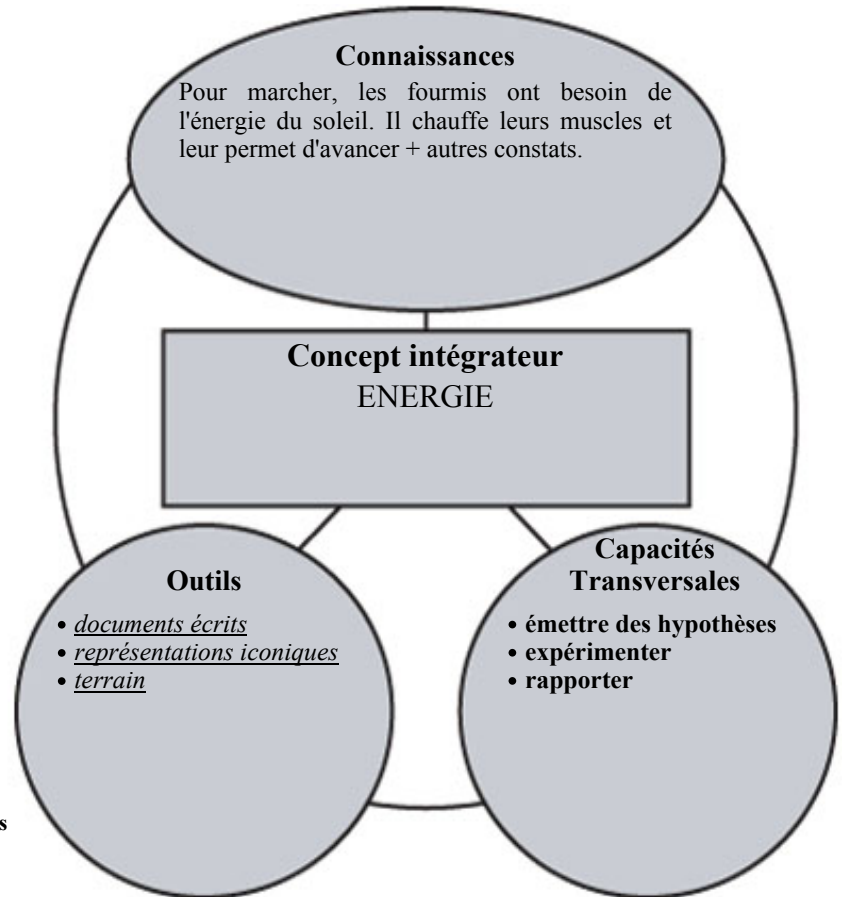 Connaissances
Pour marcher, les fourmis ont besoin de
l'énergie du soleil. Il chauffe leurs muscles et
leur permet d'avancer + autres constats.
Concept intégrateur
ENERGIE
Outils
• documents écrits
• représentations iconiques
• terrain
Capacités
Transversales
• émettre des hypothèses
• expérimenter
• rapporter
s